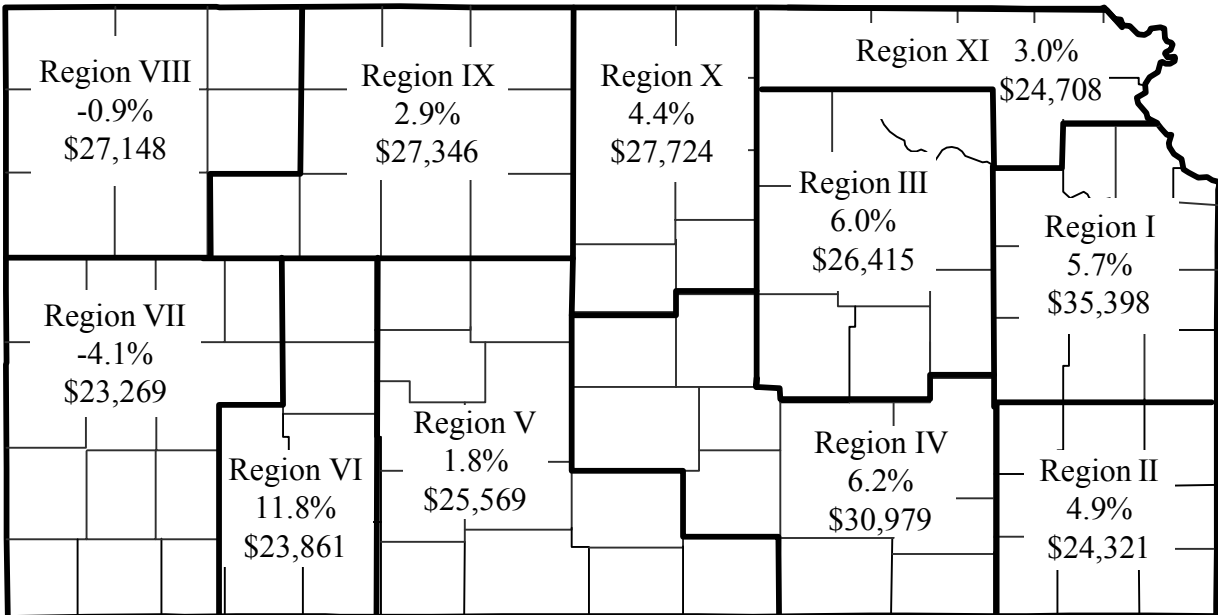 Region VIII
-0.9%
$27,148
Region IX
2.9%
$27,346
Region X
4.4%
$27,724
Region XI 3.0%
$24,708
Region III
6.0%
$26,415
Region I
5.7%
$35,398
Region VII
-4.1%
$23,269
Region VI
11.8%
$23,861
Region V
1.8%
$25,569
Region IV
6.2%
$30,979
Region II
4.9%
$24,321